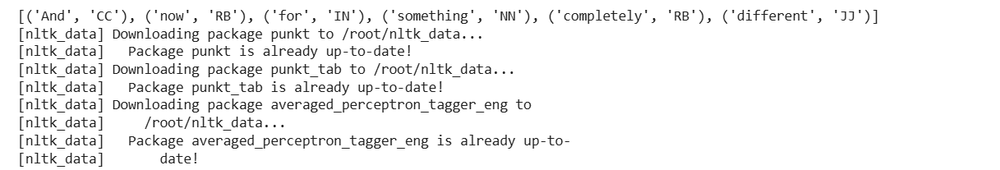 [('And', 'CC'), ('now', 'RB'), ('for', 'IN'), ('something', 'NN'), ('completely', 'RB'), ('different', 'JJ')]
[nltk_data] Downloading package punkt to /root/nltk_data...
[nltk_data]   Package punkt is already up-to-date!
[nltk_data] Downloading package punkt_tab to /root/nltk_data...
[nltk_data]   Package punkt_tab is already up-to-date!
[nltk_data] Downloading package averaged_perceptron_tagger_eng to
[nltk_data]     /root/nltk_data...
[nltk_data]   Package averaged_perceptron_tagger_eng is already up-to-
[nltk_data]       date!